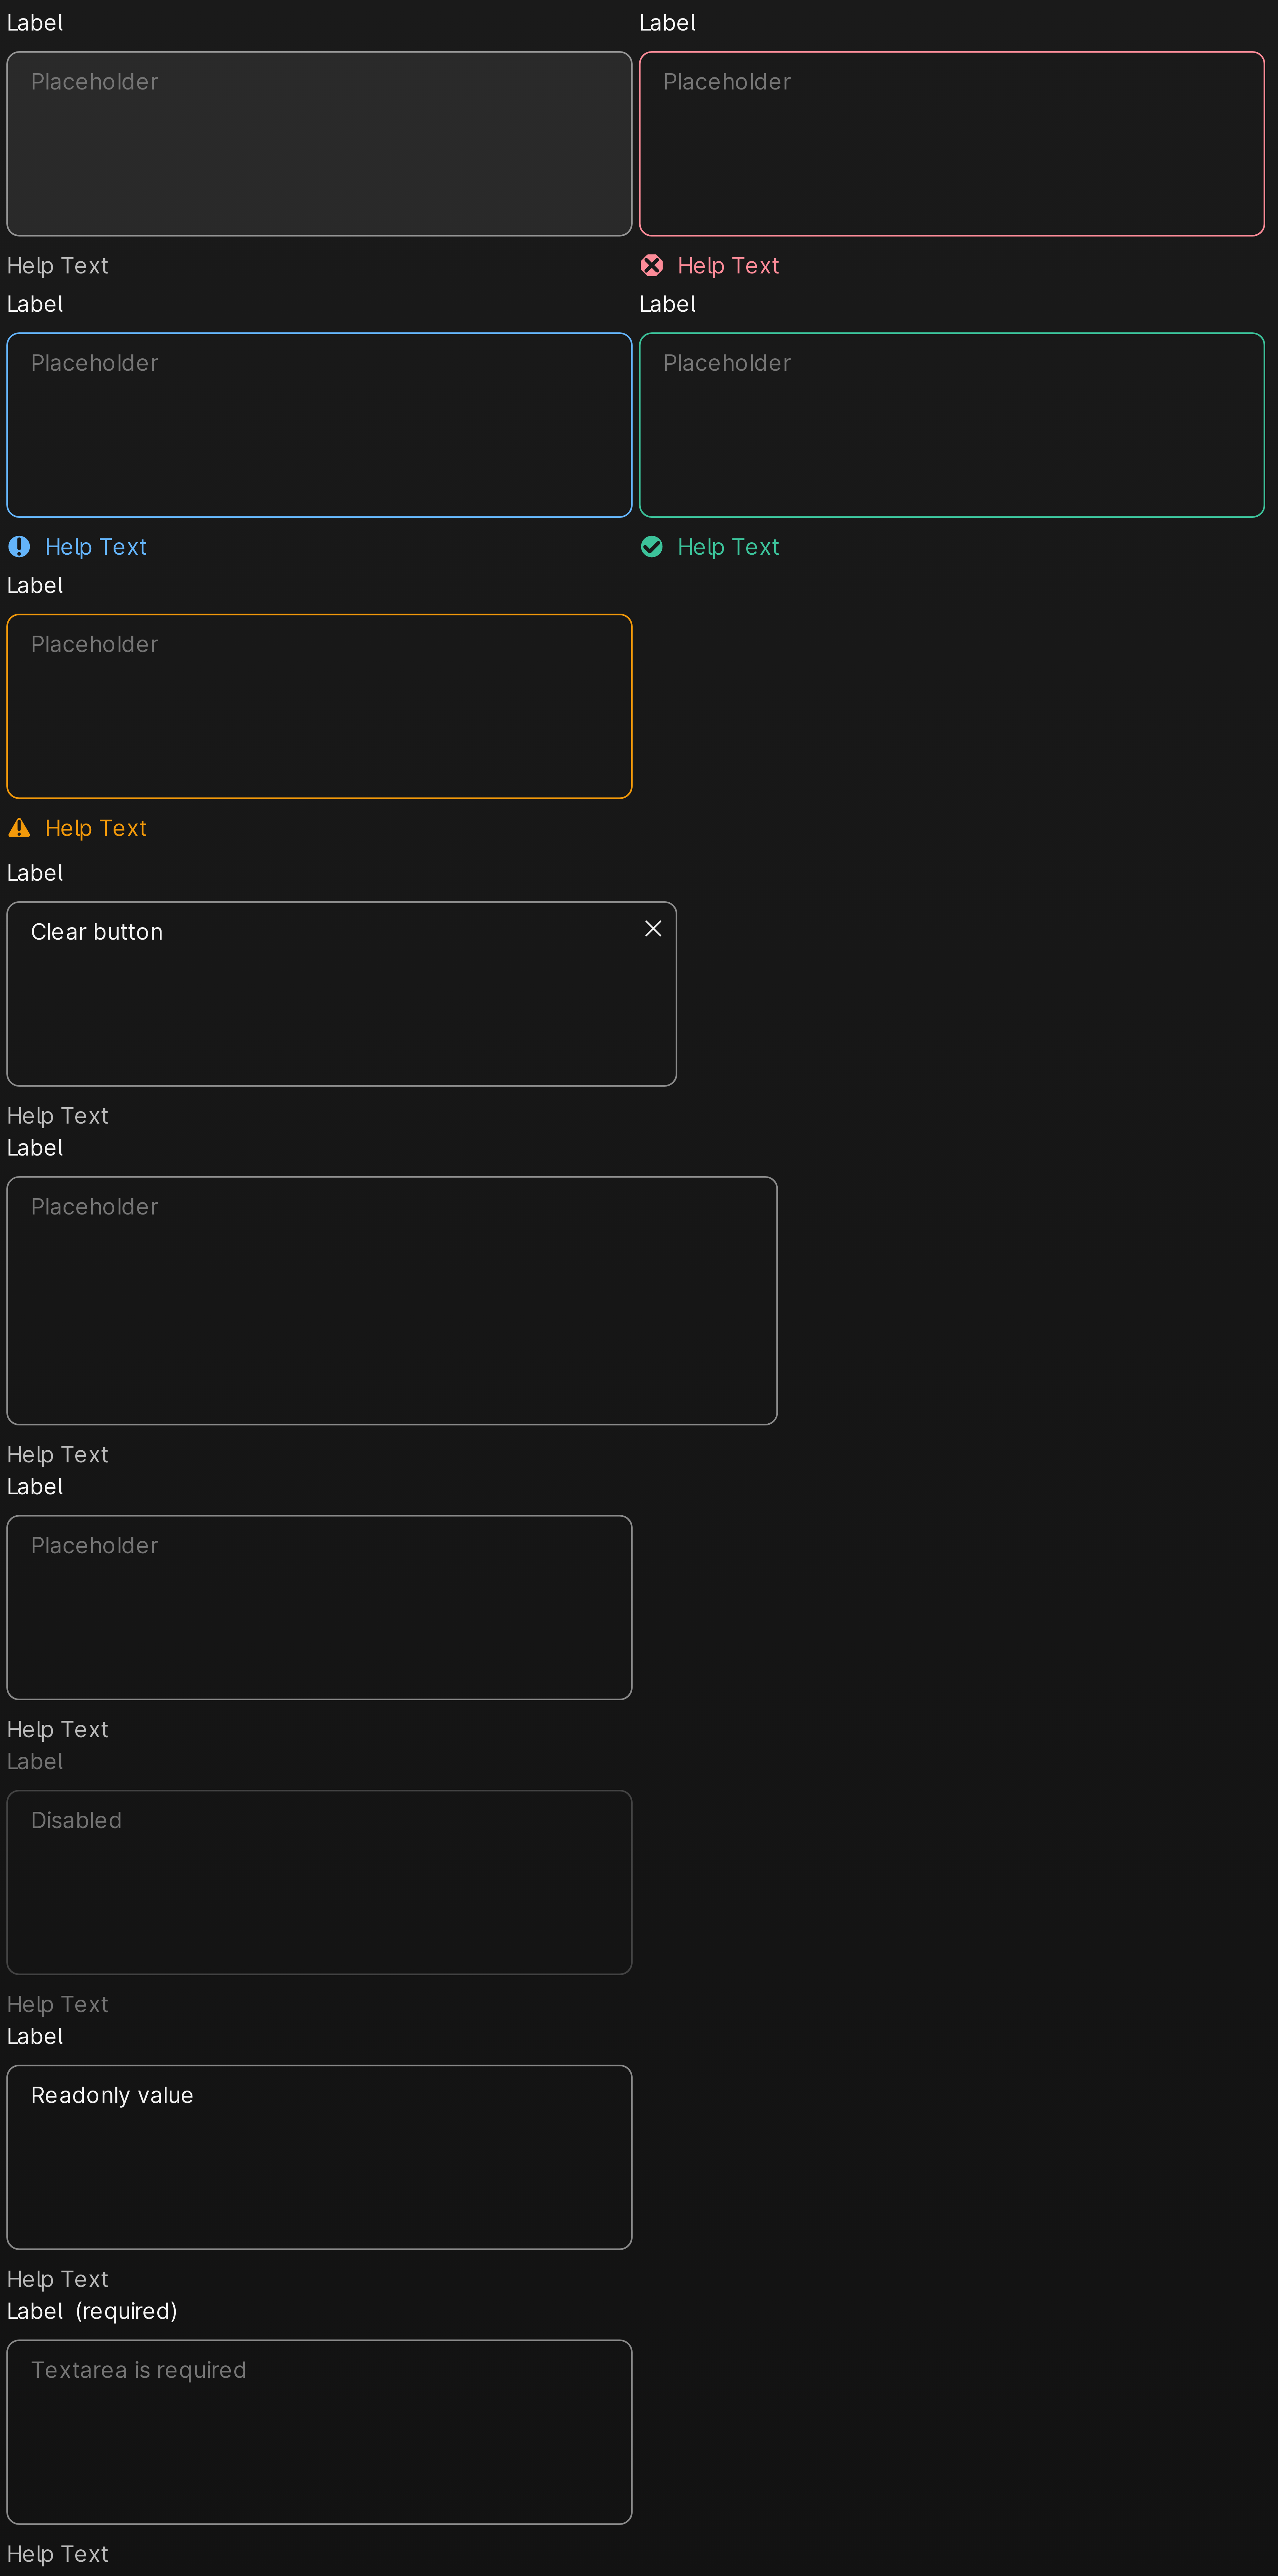 Label
Placeholder
Help Text
Label
Placeholder
Help Text
Label
Placeholder
Help Text
Label
Placeholder
Help Text
Label
Placeholder
Help Text
Label
Clear button
Help Text
Label
Placeholder
Help Text
Label
Placeholder
Help Text
Label
Disabled
Help Text
Label
Readonly value
Help Text
Label (required)
Textarea is required
Help Text